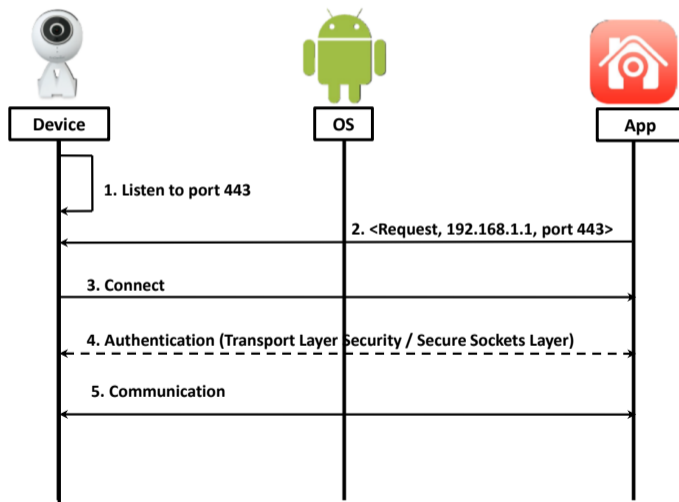 Device
OS
App
1. Listen to port 443
2. <Request, 192.168.1.1, port 443>
3. Connect
4. Authentication (Transport Layer Security / Secure Sockets Layer)
5. Communication